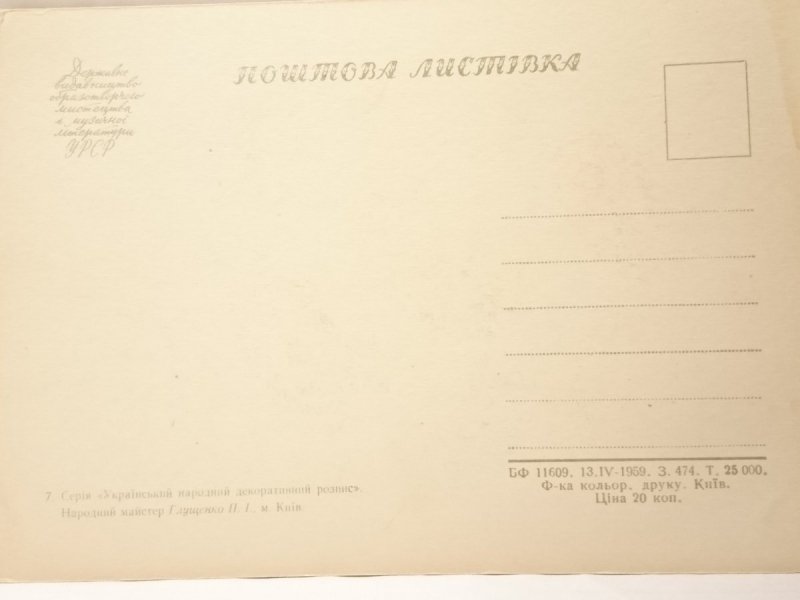 Державне
видавництво
образотворчого
мистецтва
і музичної
літератури
УРСР
ПОШТОВА ЛИСТІВКА
7. Серія «Український народний декоративний розпис».
Народний майстер Глущенко П. І., м. Київ
БФ 11609. 13.IV-1959. З. 474. Т. 25 000.
Ф-ка кольор. друку. Київ.
Ціна 20 коп.